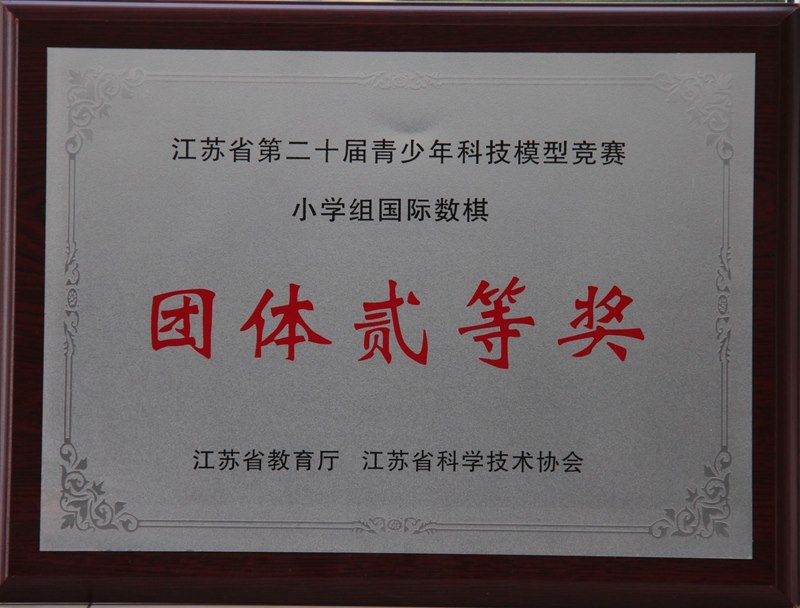 江苏省第二十届青少年科技模型竞赛
小学组国际数棋
团体贰等奖
江苏省教育厅 江苏省科学技术协会